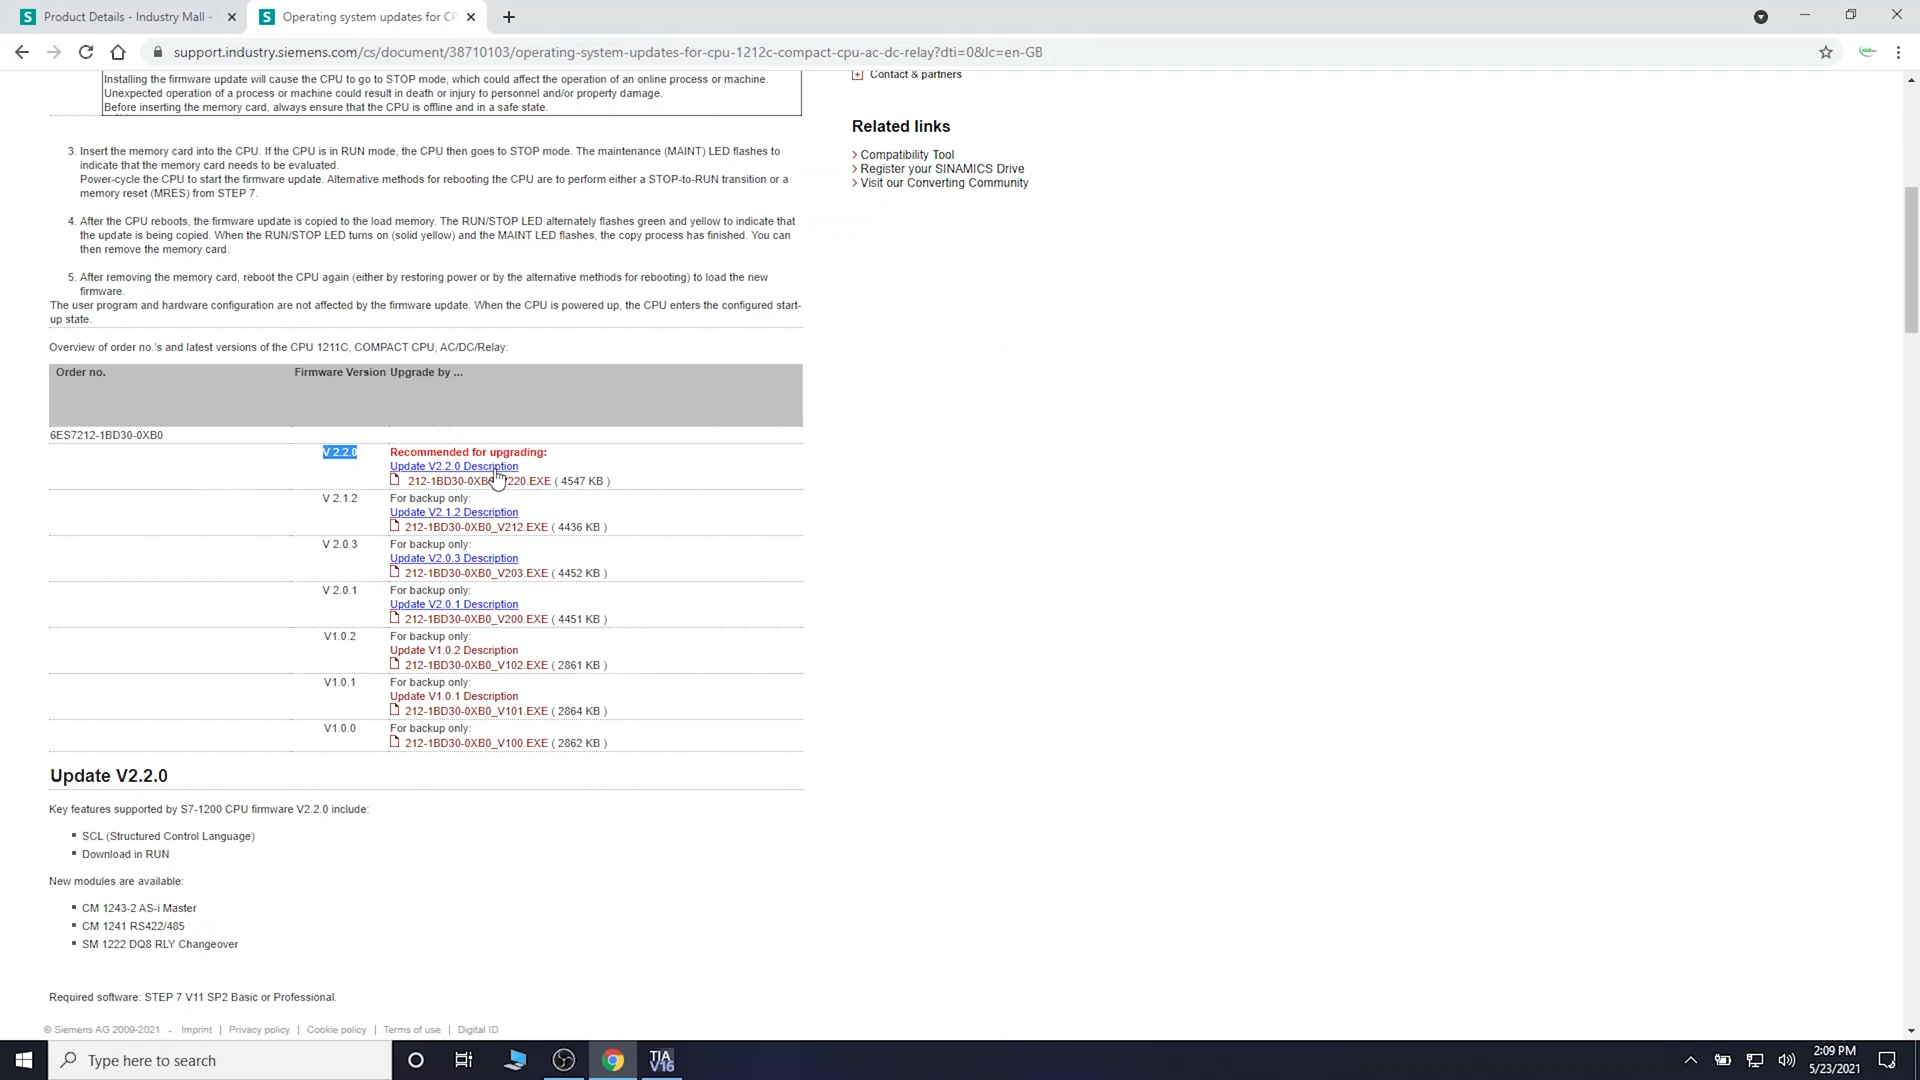 Product Details - Industry Mall -
Operating system updates for CP
support.industry.siemens.com/cs/document/38710103/operating-system-updates-for-cpu-1212c-compact-cpu-ac-dc-relay?dti=0&lc=en-GB
Installing the firmware update will cause the CPU to go to STOP mode, which could affect the operation of an online process or machine.
Unexpected operation of a process or machine could result in death or injury to personnel and/or property damage.
Before inserting the memory card, always ensure that the CPU is offline and in a safe state.
Contact & partners
Related links
Compatibility Tool
Register your SINAMICS Drive
Visit our Converting Community
3. Insert the memory card into the CPU. If the CPU is in RUN mode, the CPU then goes to STOP mode. The maintenance (MAINT) LED flashes to
indicate that the memory card needs to be evaluated.
Power-cycle the CPU to start the firmware update. Alternative methods for rebooting the CPU are to perform either a STOP-to-RUN transition or a
memory reset (MRES) from STEP 7.
4. After the CPU reboots, the firmware update is copied to the load memory. The RUN/STOP LED alternately flashes green and yellow to indicate that
the update is being copied. When the RUN/STOP LED turns on (solid yellow) and the MAINT LED flashes, the copy process has finished. You can
then remove the memory card.
5. After removing the memory card, reboot the CPU again (either by restoring power or by the alternative methods for rebooting) to load the new
firmware.
The user program and hardware configuration are not affected by the firmware update. When the CPU is powered up, the CPU enters the configured start-
up state.
Overview of order no.'s and latest versions of the CPU 1211C, COMPACT CPU, AC/DC/Relay:
Order no. Firmware Version Upgrade by ...
6ES7212-1BD30-0XB0
V 2.2.0 Recommended for upgrading:
Update V2.2.0 Description
212-1BD30-0XB 220.EXE ( 4547 KB )
V 2.1.2 For backup only:
Update V2.1.2 Description
212-1BD30-0XB0_V212.EXE ( 4436 KB )
V 2.0.3 For backup only:
Update V2.0.3 Description
212-1BD30-0XB0_V203.EXE ( 4452 KB )
V 2.0.1 For backup only:
Update V2.0.1 Description
212-1BD30-0XB0_V200.EXE ( 4451 KB )
V1.0.2 For backup only:
Update V1.0.2 Description
212-1BD30-0XB0_V102.EXE ( 2861 KB )
V1.0.1 For backup only:
Update V1.0.1 Description
212-1BD30-0XB0_V101.EXE ( 2864 KB )
V1.0.0 For backup only:
212-1BD30-0XB0_V100.EXE ( 2862 KB )
Update V2.2.0
Key features supported by S7-1200 CPU firmware V2.2.0 include:
SCL (Structured Control Language)
Download in RUN
New modules are available:
CM 1243-2 AS-i Master
CM 1241 RS422/485
SM 1222 DQ8 RLY Changeover
Required software: STEP 7 V11 SP2 Basic or Professional.
© Siemens AG 2009-2021 - Imprint | Privacy policy | Cookie policy | Terms of use | Digital ID
Type here to search
TIA
V16
2:09 PM
5/23/2021